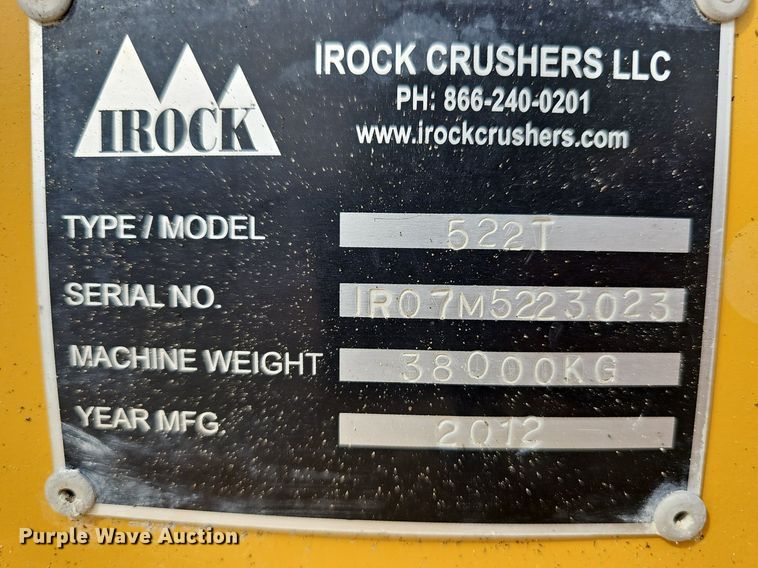 IROCK
IROCK CRUSHERS LLC
PH: 866-240-0201
www.irockcrushers.com
TYPE / MODEL 522T
SERIAL NO. IR07M5223023
MACHINE WEIGHT 38000KG
YEAR MFG. 2012
Purple Wave Auction